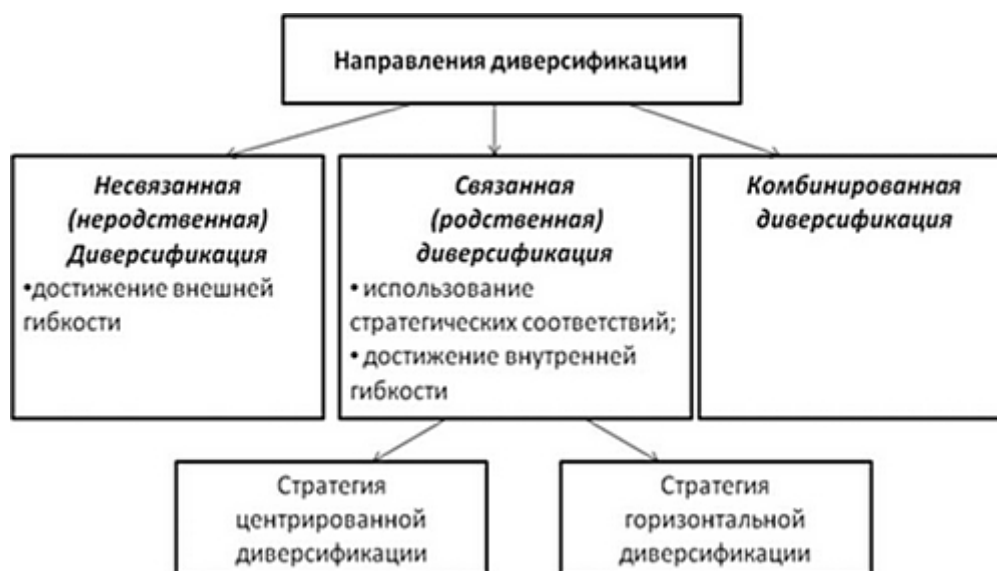 Направления диверсификации
Несвязанная
(неродственная)
Диверсификация
•достижение внешней
гибкости
Связанная
(родственная)
диверсификация
• использование
стратегических соответствий;
• достижение внутренней
гибкости
Комбинированная
диверсификация
Стратегия
центрированной
диверсификации
Стратегия
горизонтальной
диверсификации